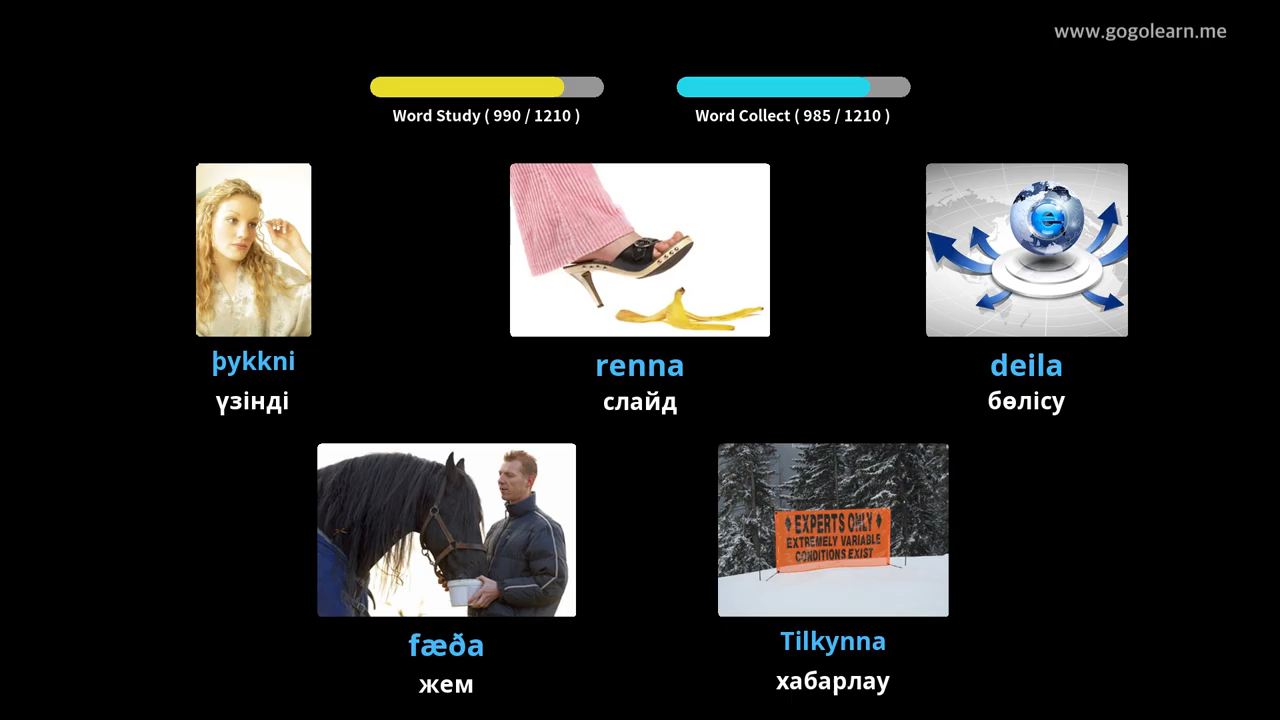 www.gogolearn.me
Word Study ( 990 / 1210 )
Word Collect ( 985 / 1210 )
e
þykkni
үзінді
renna
слайд
deila
бөлісу
EXPERTS ONLY
EXTREMELY VARIABLE
CONDITIONS EXIST
fæða
жем
Tilkynna
хабарлау